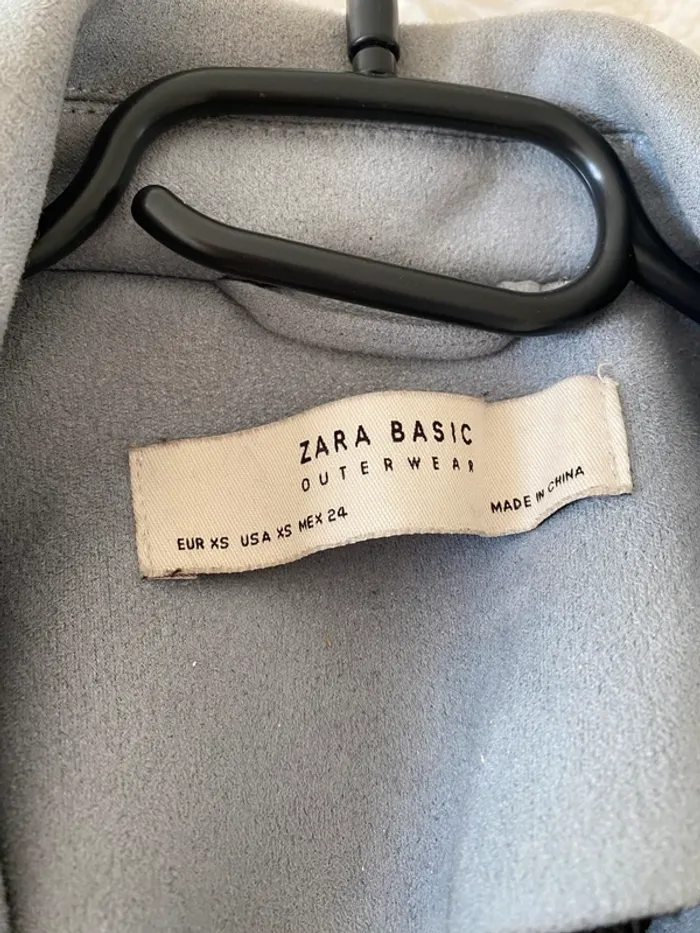 ZARA BASIC
OUTERWEAR
EUR XS USA XS MEX 24
MADE IN CHINA